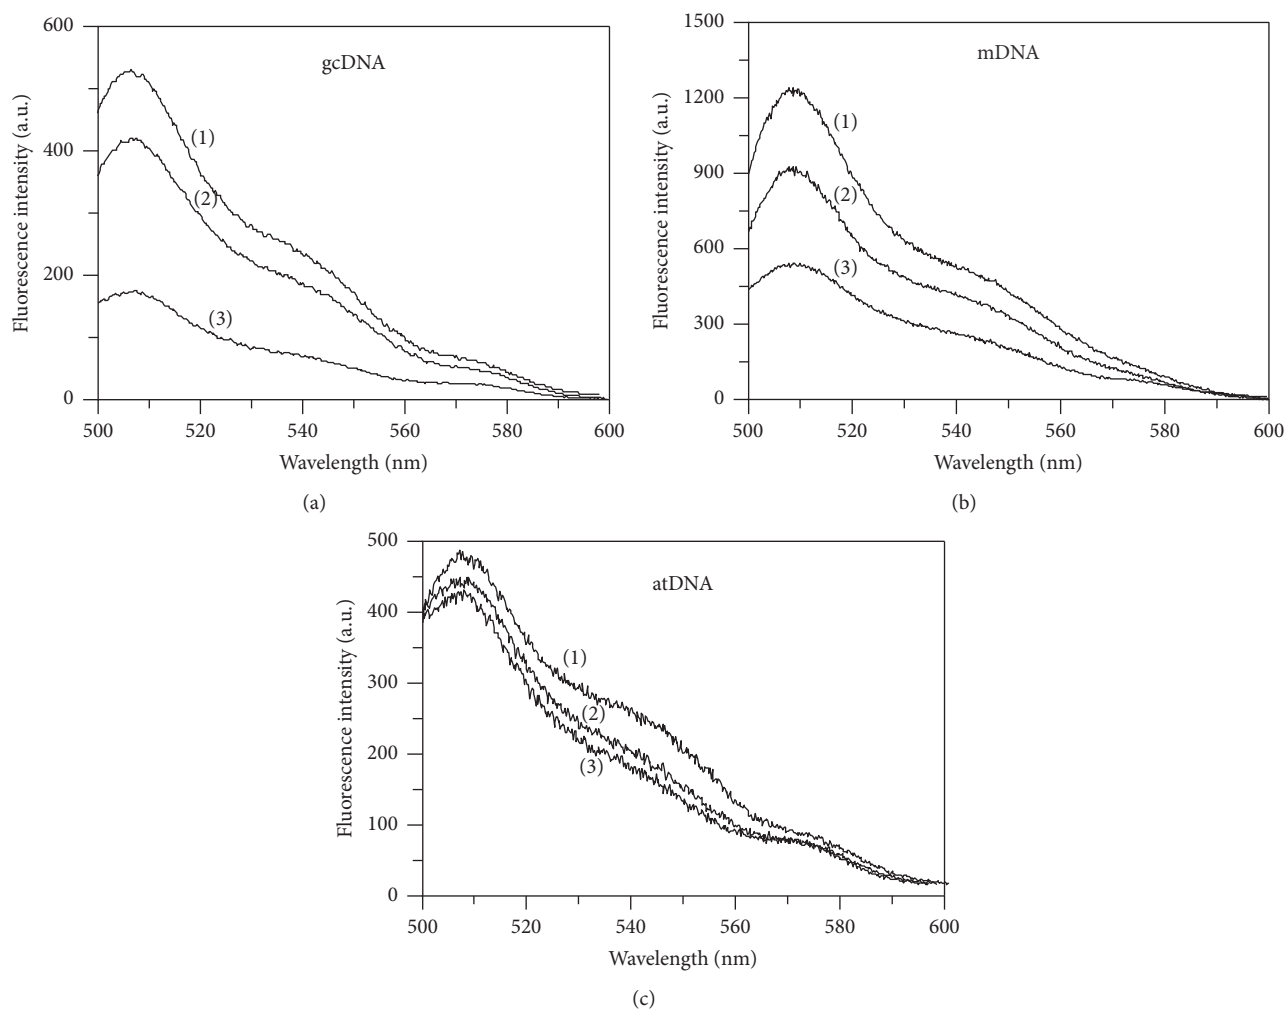 gcDNA
Fluorescence intensity (a.u.)
600
400
200
0
(1)
(2)
(3)
500 520 540 560 580 600
Wavelength (nm)
(a)
mDNA
Fluorescence intensity (a.u.)
1500
1200
900
600
300
0
(1)
(2)
(3)
500 520 540 560 580 600
Wavelength (nm)
(b)
atDNA
Fluorescence intensity (a.u.)
500
400
300
200
100
0
(1)
(2)
(3)
500 520 540 560 580 600
Wavelength (nm)
(c)